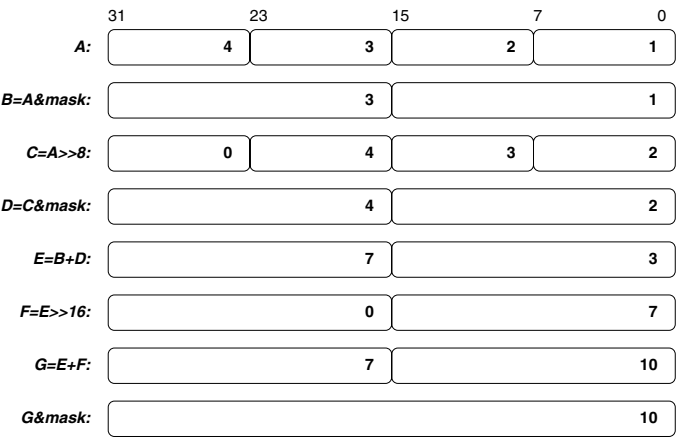 31 23 15 7 0
A: 4 3 2 1
B=A&mask: 3 1
C=A>>8: 0 4 3 2
D=C&mask: 4 2
E=B+D: 7 3
F=E>>16: 0 7
G=E+F: 7 10
G&mask: 10